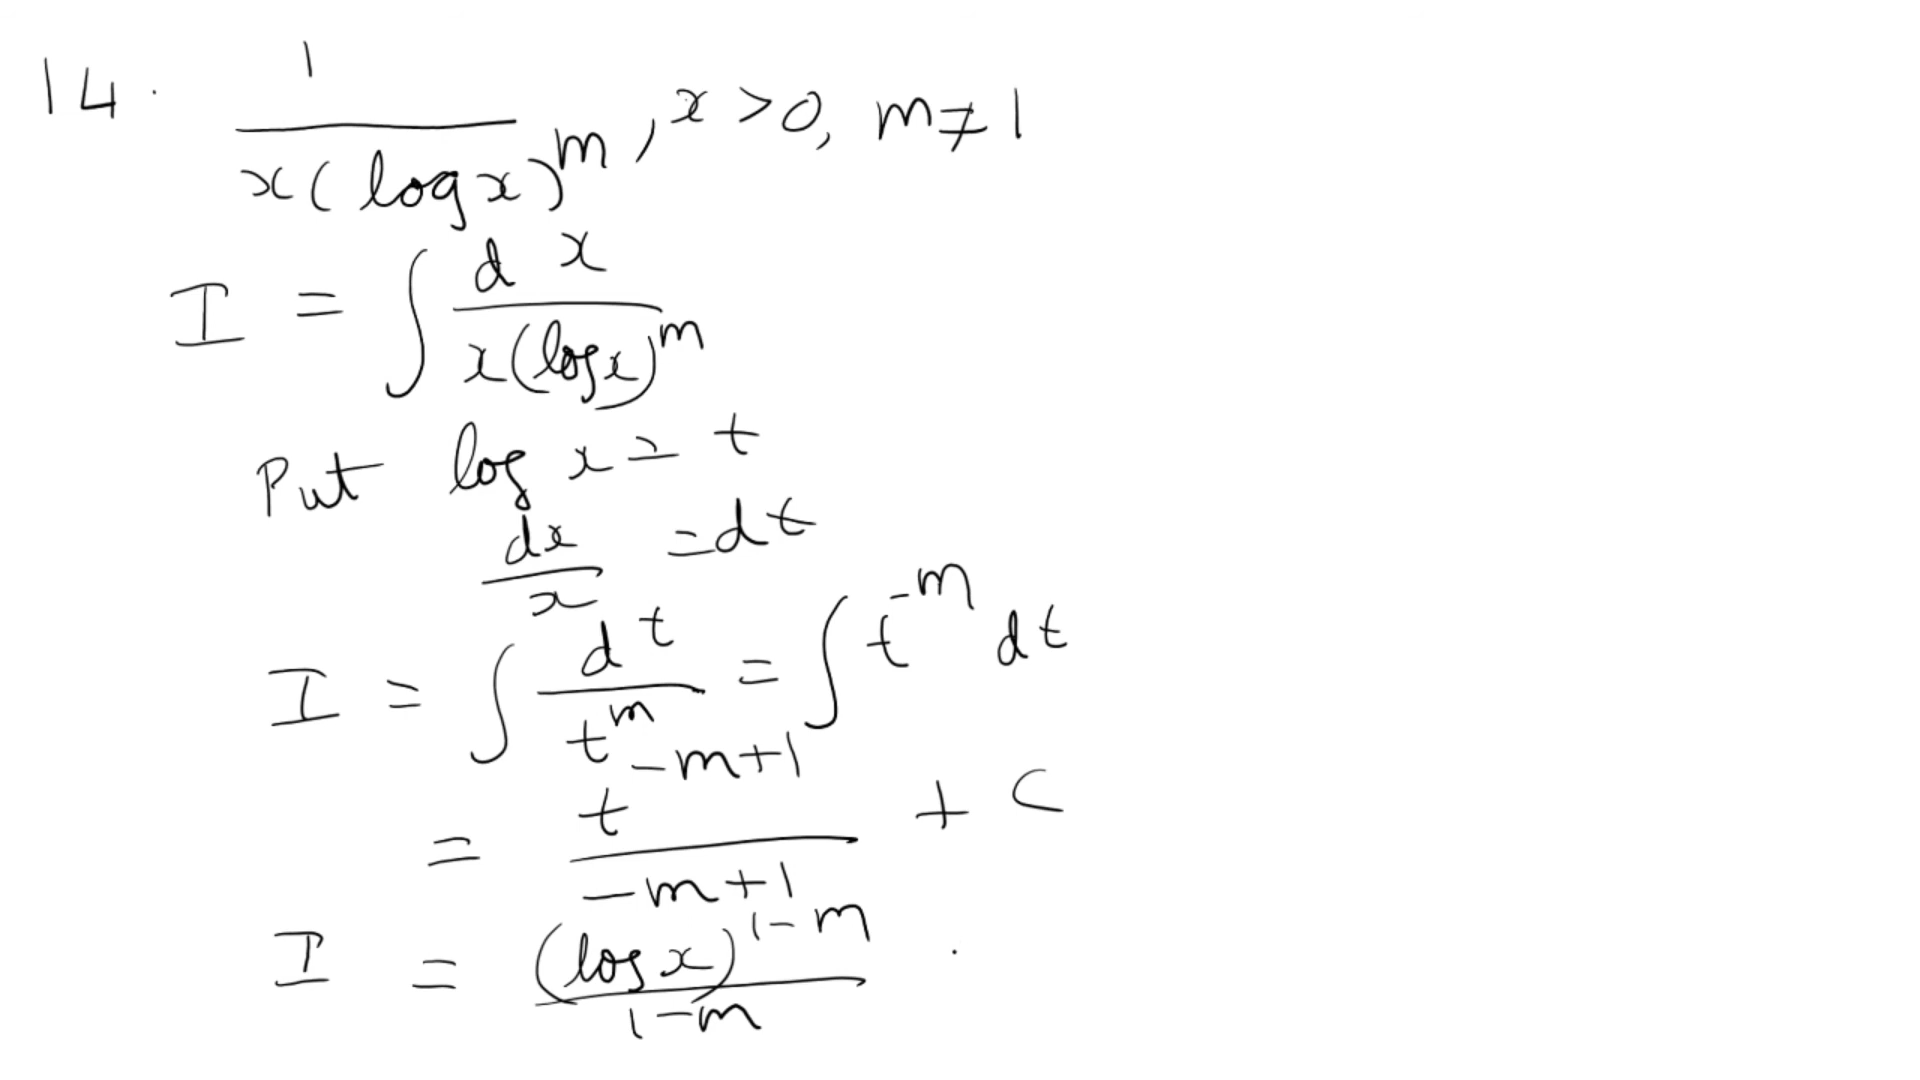 14. 1/(x(log x)^m), x > 0, m ≠ 1
I = ∫ dx/(x(log x)^m)
Put log x = t
dx/x = dt
I = ∫ dt/t^m = ∫ t^(-m) dt
= t^(-m+1)/(-m+1) + C
I = (log x)^(1-m)/(1-m) .